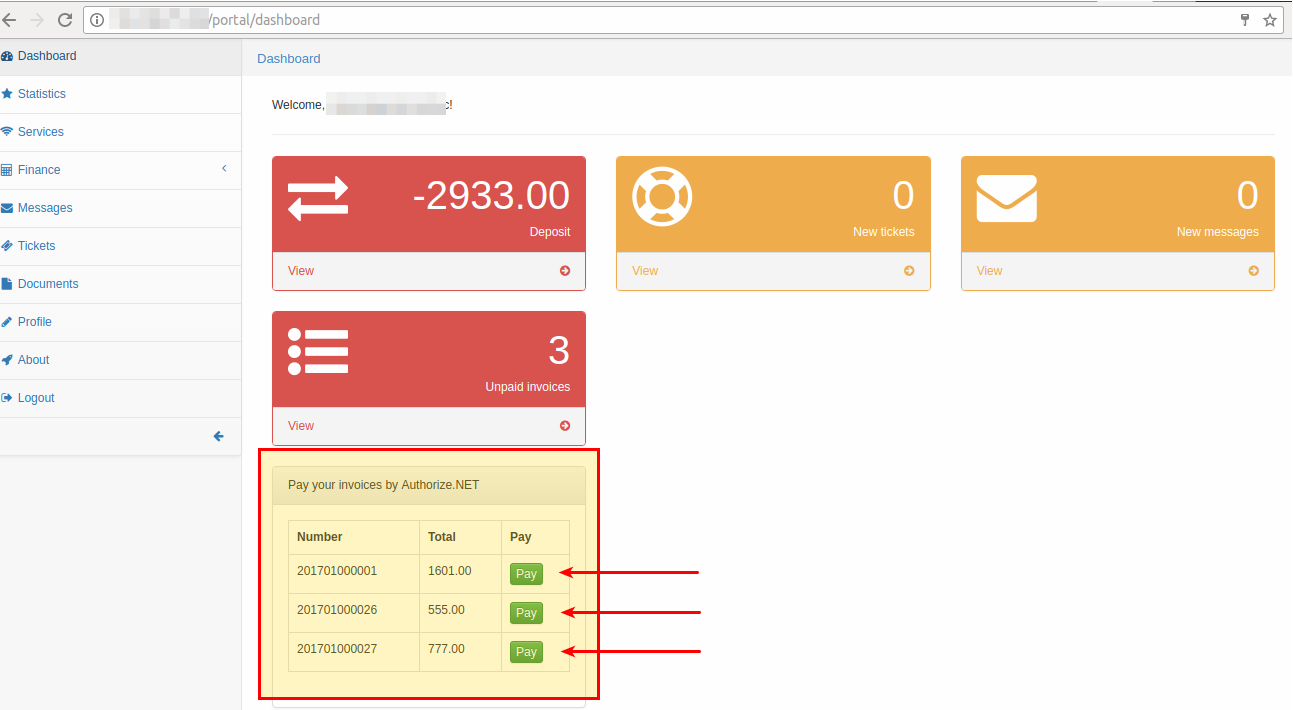 /portal/dashboard
Dashboard
Statistics
Services
Finance
Messages
Tickets
Documents
Profile
About
Logout
Dashboard
Welcome,
-2933.00
Deposit
View
0
New tickets
View
0
New messages
View
3
Unpaid invoices
View
Pay your invoices by Authorize.NET
Number Total Pay
201701000001 1601.00 Pay
201701000026 555.00 Pay
201701000027 777.00 Pay